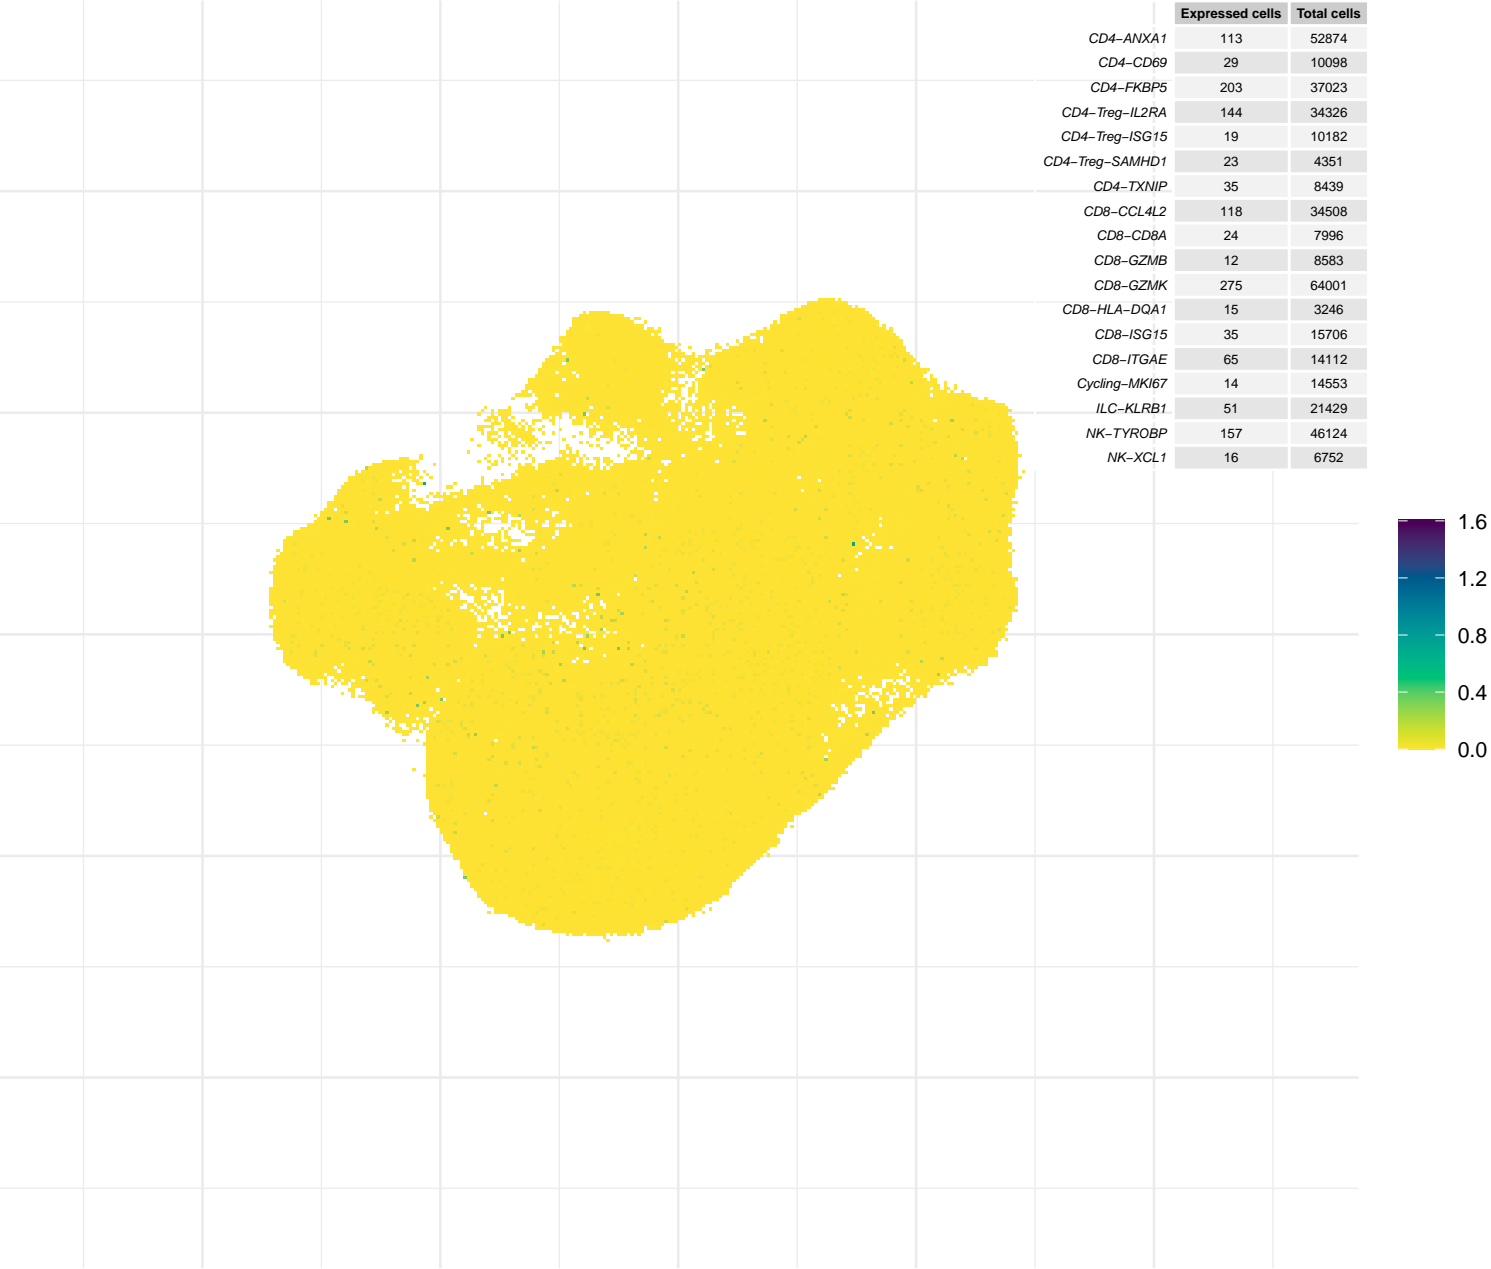 Expressed cells Total cells
CD4−ANXA1 113 52874
CD4−CD69 29 10098
CD4−FKBP5 203 37023
CD4−Treg−IL2RA 144 34326
CD4−Treg−ISG15 19 10182
CD4−Treg−SAMHD1 23 4351
CD4−TXNIP 35 8439
CD8−CCL4L2 118 34508
CD8−CD8A 24 7996
CD8−GZMB 12 8583
CD8−GZMK 275 64001
CD8−HLA−DQA1 15 3246
CD8−ISG15 35 15706
CD8−ITGAE 65 14112
Cycling−MKI67 14 14553
ILC−KLRB1 51 21429
NK−TYROBP 157 46124
NK−XCL1 16 6752
1.6
1.2
0.8
0.4
0.0